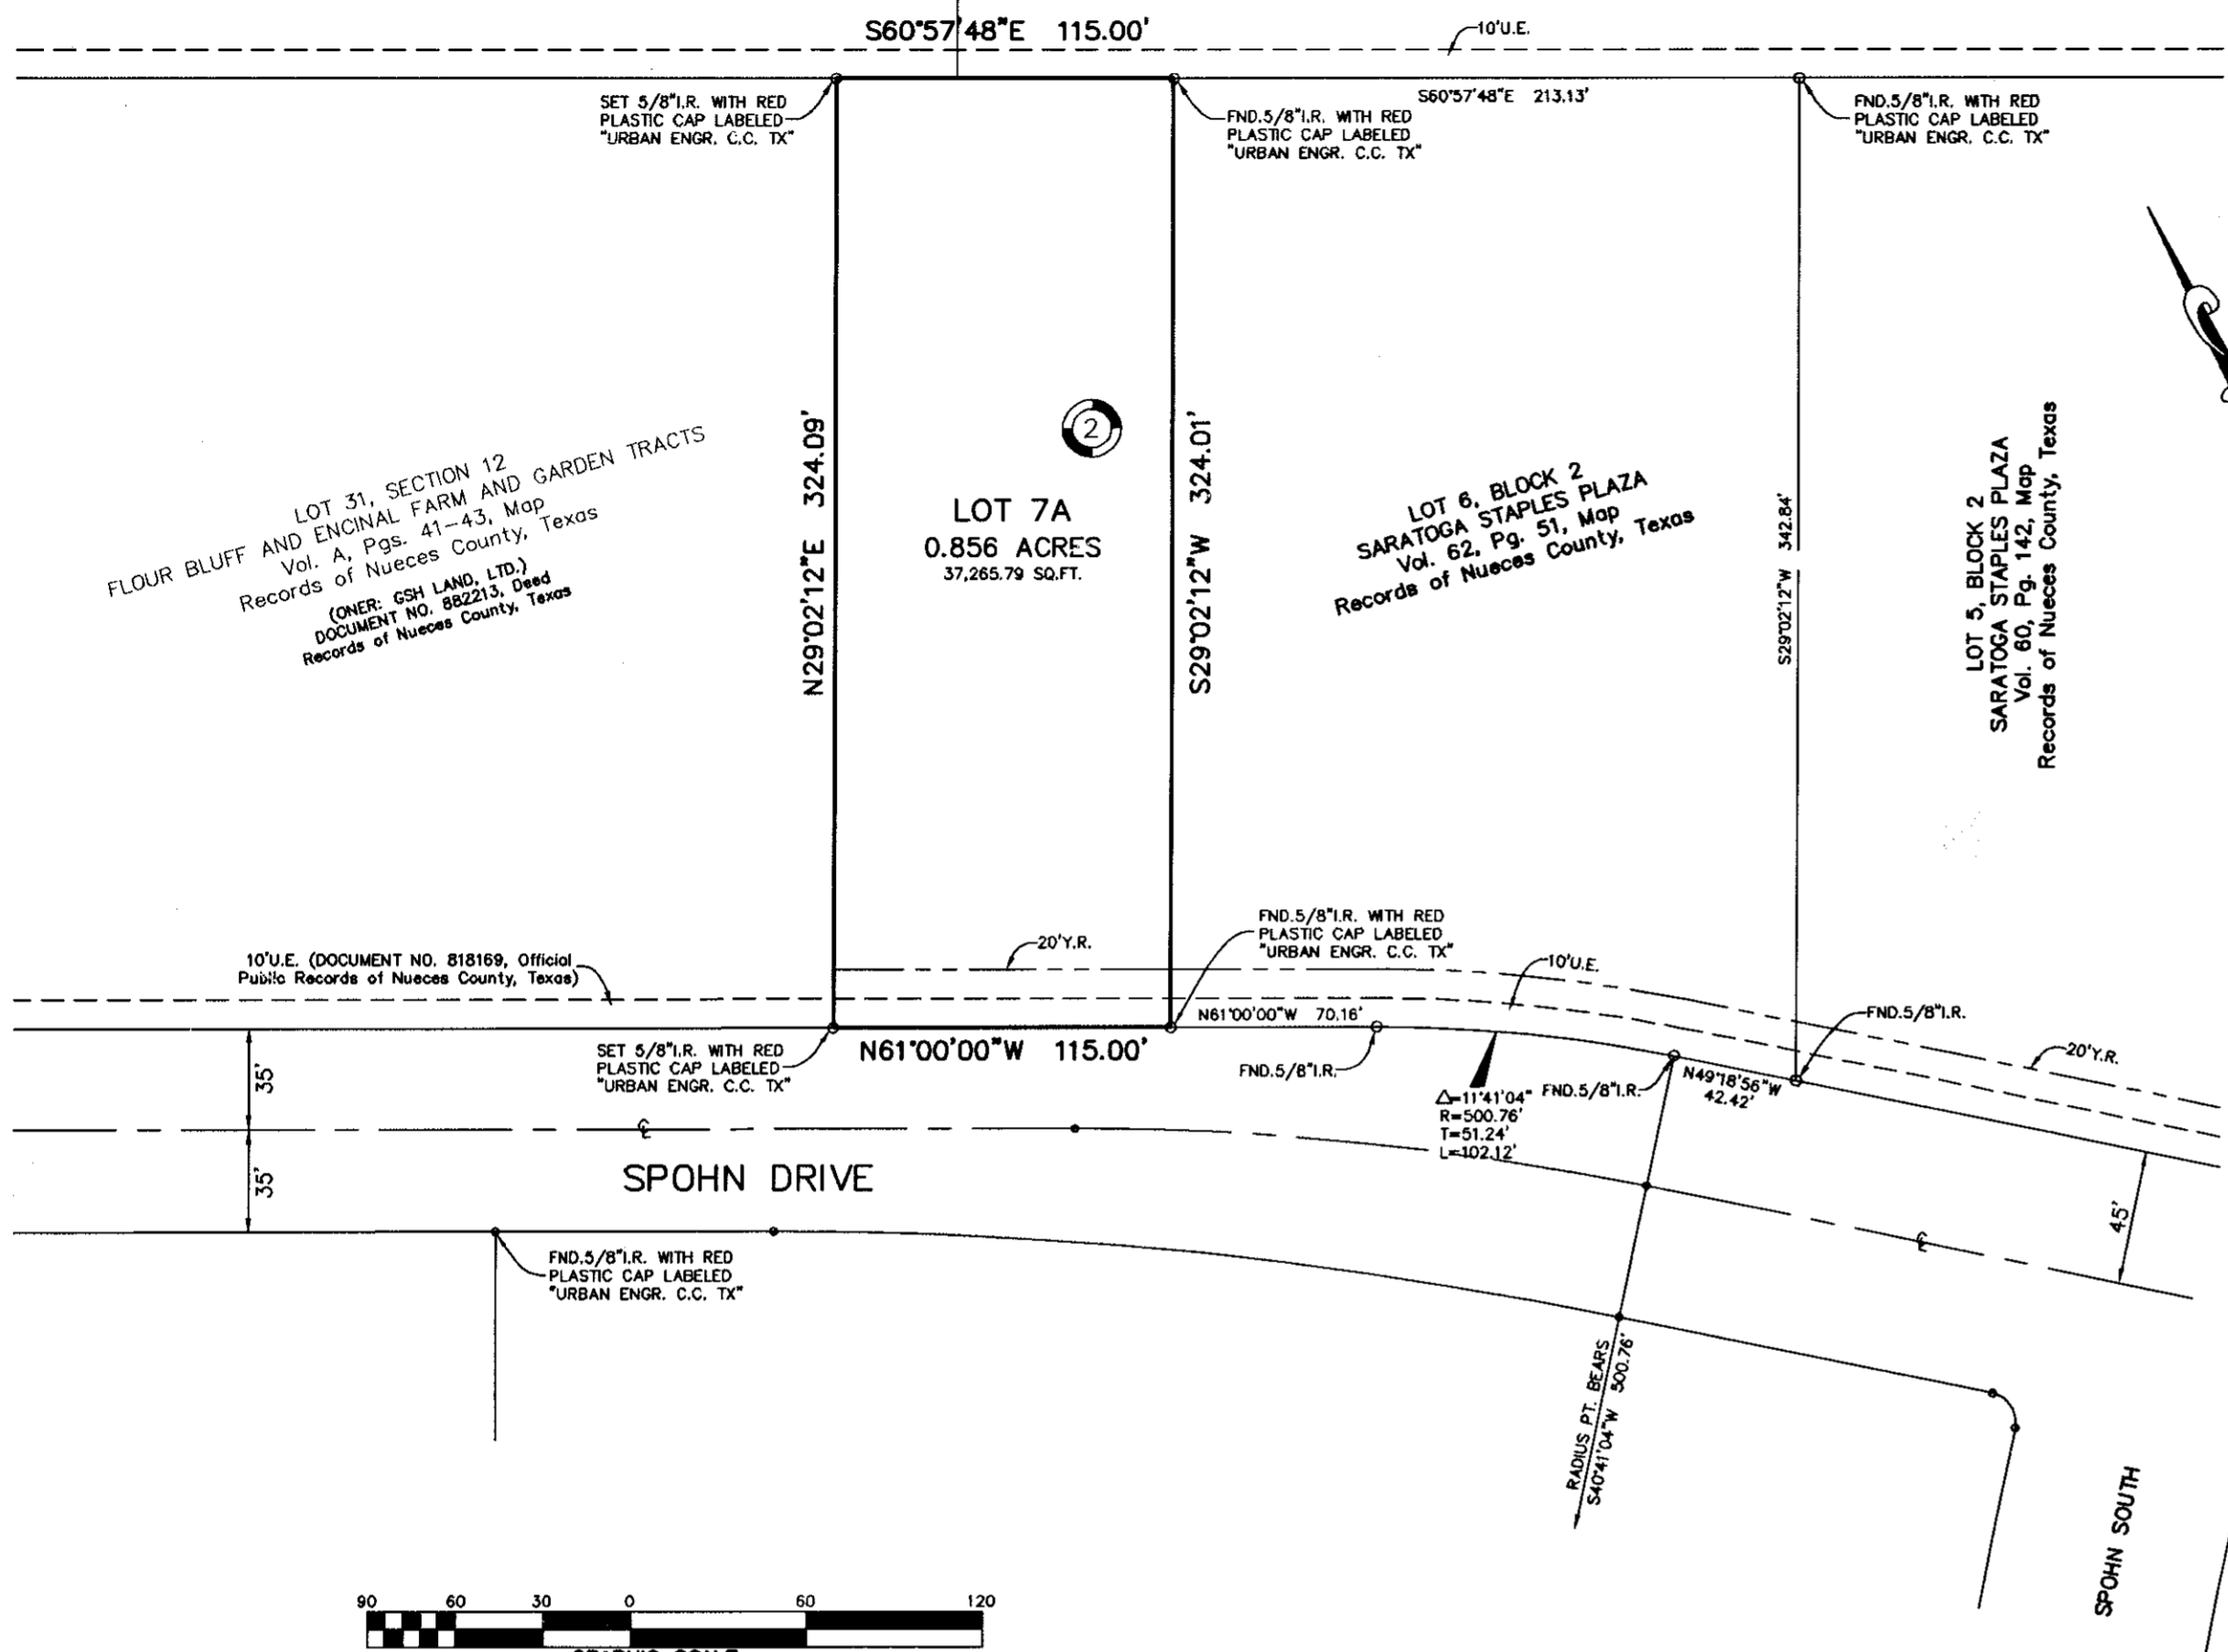 S60°57'48"E 115.00'
10'U.E.
SET 5/8"I.R. WITH RED
PLASTIC CAP LABELED
"URBAN ENGR. C.C. TX"
FND.5/8"I.R. WITH RED
PLASTIC CAP LABELED
"URBAN ENGR. C.C. TX"
S60°57'48"E 213.13'
FND.5/8"I.R. WITH RED
PLASTIC CAP LABELED
"URBAN ENGR. C.C. TX"
LOT 31, SECTION 12
FLOUR BLUFF AND ENCINAL FARM AND GARDEN TRACTS
Vol. A, Pgs. 41-43, Map
Records of Nueces County, Texas
(ONER: GSH LAND, LTD.)
DOCUMENT NO. 882213, Deed
Records of Nueces County, Texas
N29°02'12"E 324.09'
2
LOT 7A
0.856 ACRES
37,265.79 SQ.FT.
S29°02'12"W 324.01'
LOT 6, BLOCK 2
SARATOGA STAPLES PLAZA
Vol. 62, Pg. 51, Map
Records of Nueces County, Texas
S29°02'12"W 342.84'
LOT 5, BLOCK 2
SARATOGA STAPLES PLAZA
Vol. 60, Pg. 142, Map
Records of Nueces County, Texas
10'U.E. (DOCUMENT NO. 818169, Official
Public Records of Nueces County, Texas)
20'Y.R.
FND.5/8"I.R. WITH RED
PLASTIC CAP LABELED
"URBAN ENGR. C.C. TX"
10'U.E.
N61°00'00"W 70.16'
FND.5/8"I.R.
SET 5/8"I.R. WITH RED
PLASTIC CAP LABELED
"URBAN ENGR. C.C. TX"
N61°00'00"W 115.00'
FND.5/8"I.R.
20'Y.R.
N49°18'56"W
42.42'
FND.5/8"I.R.
Δ=11°41'04"
R=500.76'
T=51.24'
L=102.12'
35'
35'
℄
SPOHN DRIVE
45'
℄
FND.5/8"I.R. WITH RED
PLASTIC CAP LABELED
"URBAN ENGR. C.C. TX"
RADIUS PT. BEARS
S40°41'04"W 500.76'
SPOHN SOUTH
90 60 30 0 60 120